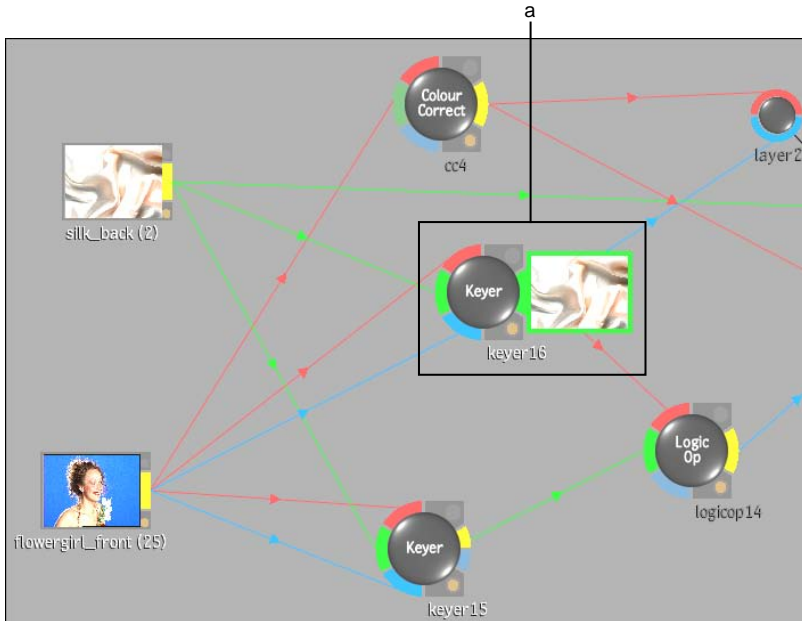 a
Colour
Correct
cc4
layer2
silk_back (2)
Keyer
keyer16
Logic
Op
logicop14
flowergirl_front (25)
Keyer
keyer15